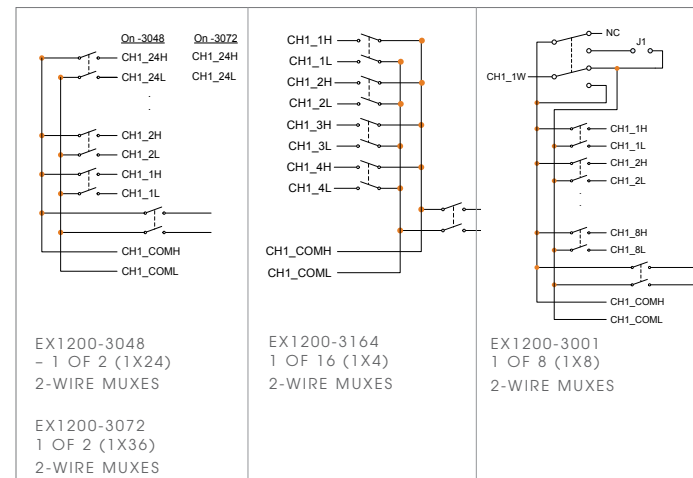 On -3048 On -3072
CH1_24H CH1_24H
CH1_24L CH1_24L
CH1_2H
CH1_2L
CH1_1H
CH1_1L
CH1_COMH
CH1_COML
EX1200-3048
– 1 OF 2 (1X24)
2-WIRE MUXES
EX1200-3072
1 OF 2 (1X36)
2-WIRE MUXES
CH1_1H
CH1_1L
CH1_2H
CH1_2L
CH1_3H
CH1_3L
CH1_4H
CH1_4L
CH1_COMH
CH1_COML
EX1200-3164
1 OF 16 (1X4)
2-WIRE MUXES
NC
J1
CH1_1W
CH1_1H
CH1_1L
CH1_2H
CH1_2L
CH1_8H
CH1_8L
CH1_COMH
CH1_COML
EX1200-3001
1 OF 8 (1X8)
2-WIRE MUXES